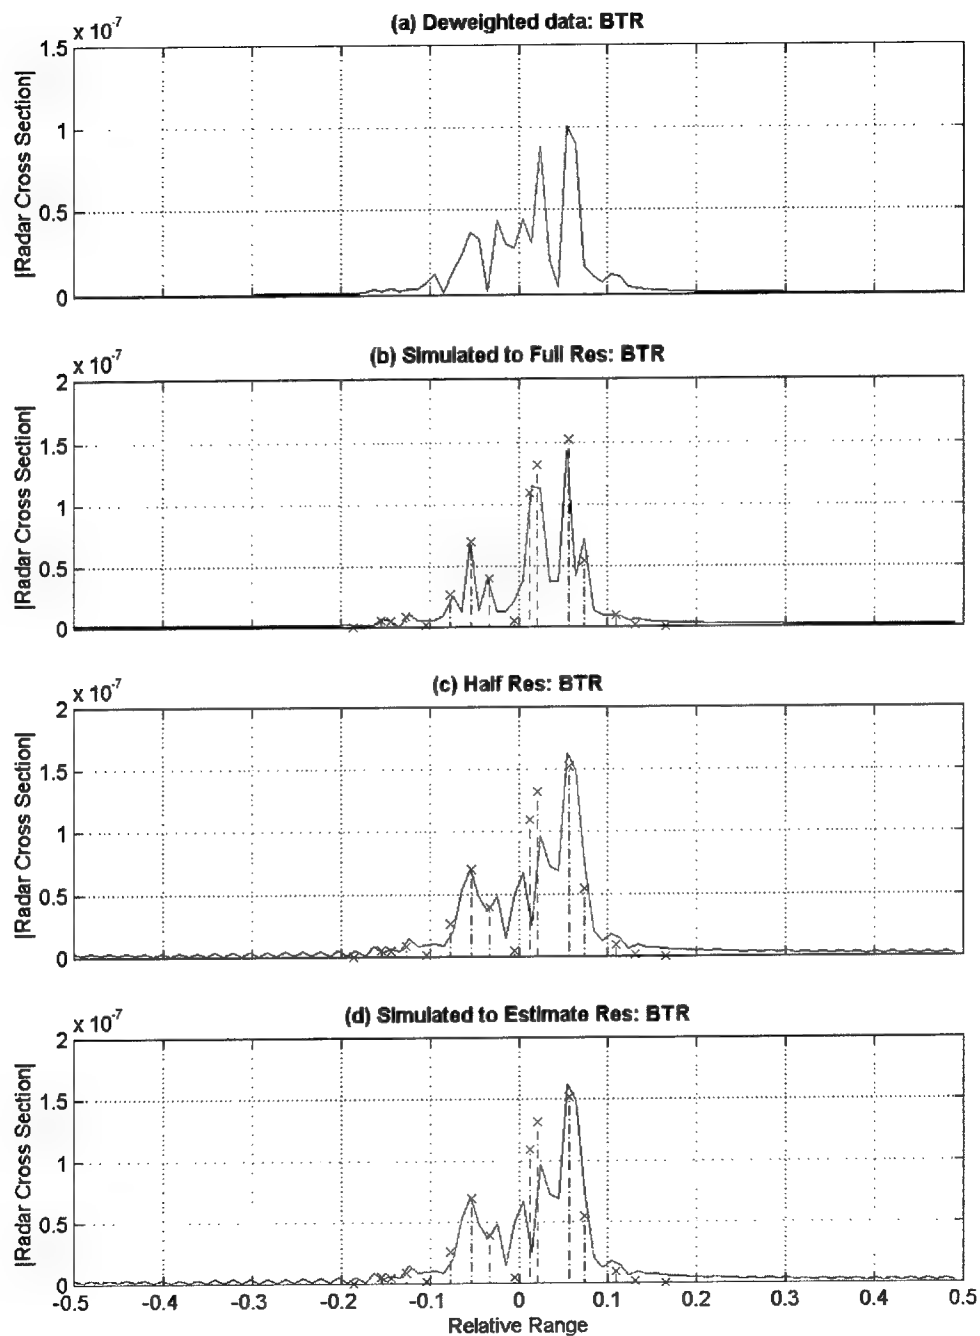 (a) Deweighted data: BTR
x 10-7
1.5
1
0.5
0
|Radar Cross Section|
(b) Simulated to Full Res: BTR
x 10-7
2
1.5
1
0.5
0
|Radar Cross Section|
(c) Half Res: BTR
x 10-7
2
1.5
1
0.5
0
|Radar Cross Section|
(d) Simulated to Estimate Res: BTR
x 10-7
2
1.5
1
0.5
0
|Radar Cross Section|
-0.5 -0.4 -0.3 -0.2 -0.1 0 0.1 0.2 0.3 0.4 0.5
Relative Range